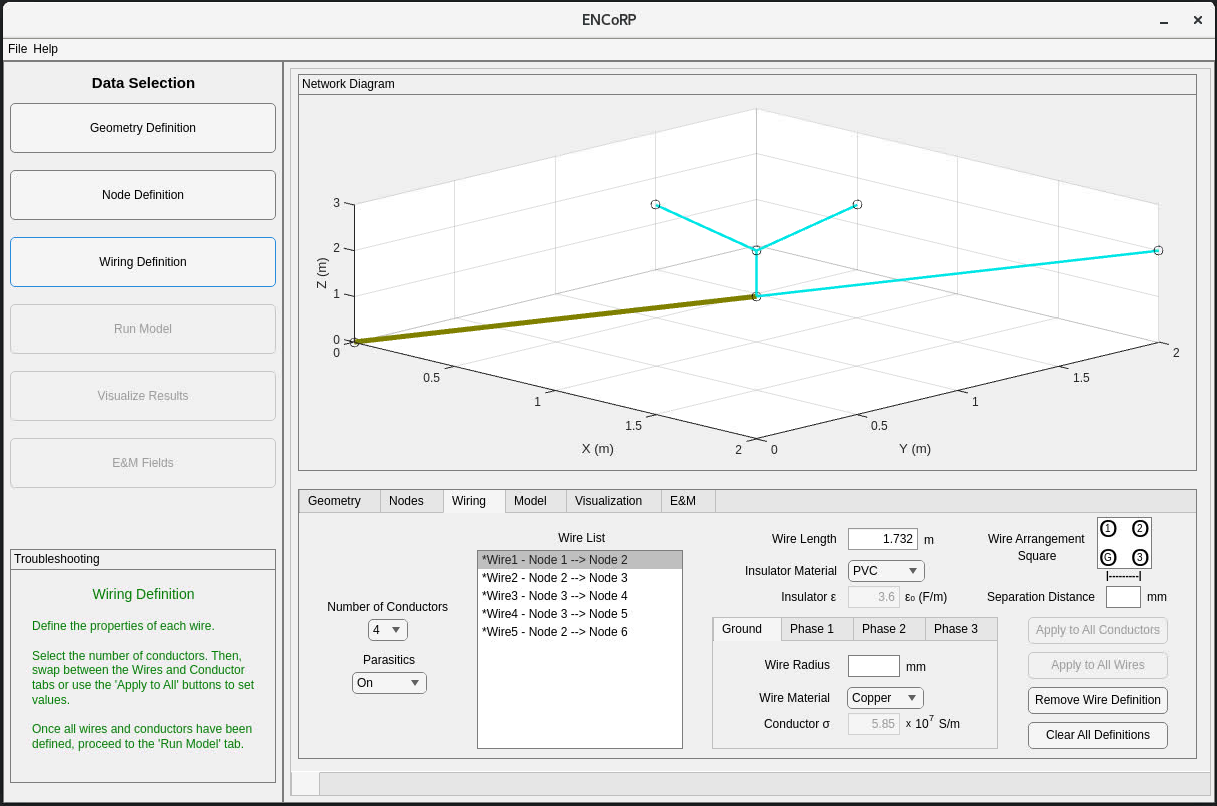 ENCoRP
File Help
Data Selection
Geometry Definition
Node Definition
Wiring Definition
Run Model
Visualize Results
E&M Fields
Troubleshooting
Wiring Definition
Define the properties of each wire.
Select the number of conductors. Then,
swap between the Wires and Conductor
tabs or use the 'Apply to All' buttons to set
values.
Once all wires and conductors have been
defined, proceed to the 'Run Model' tab.
Network Diagram
3
2
1
0
Z (m)
0
0.5
1
1.5
2
X (m)
0
0.5
1
1.5
2
Y (m)
Geometry Nodes Wiring Model Visualization E&M
Number of Conductors
4
Parasitics
On
Wire List
*Wire1 - Node 1 --> Node 2
*Wire2 - Node 2 --> Node 3
*Wire3 - Node 3 --> Node 4
*Wire4 - Node 3 --> Node 5
*Wire5 - Node 2 --> Node 6
Wire Length 1.732 m
Insulator Material PVC
Insulator ε 3.6 ε₀ (F/m)
Ground Phase 1 Phase 2 Phase 3
Wire Radius mm
Wire Material Copper
Conductor σ 5.85 x 10⁷ S/m
Wire Arrangement
Square
1 2
G 3
|---------|
Separation Distance mm
Apply to All Conductors
Apply to All Wires
Remove Wire Definition
Clear All Definitions